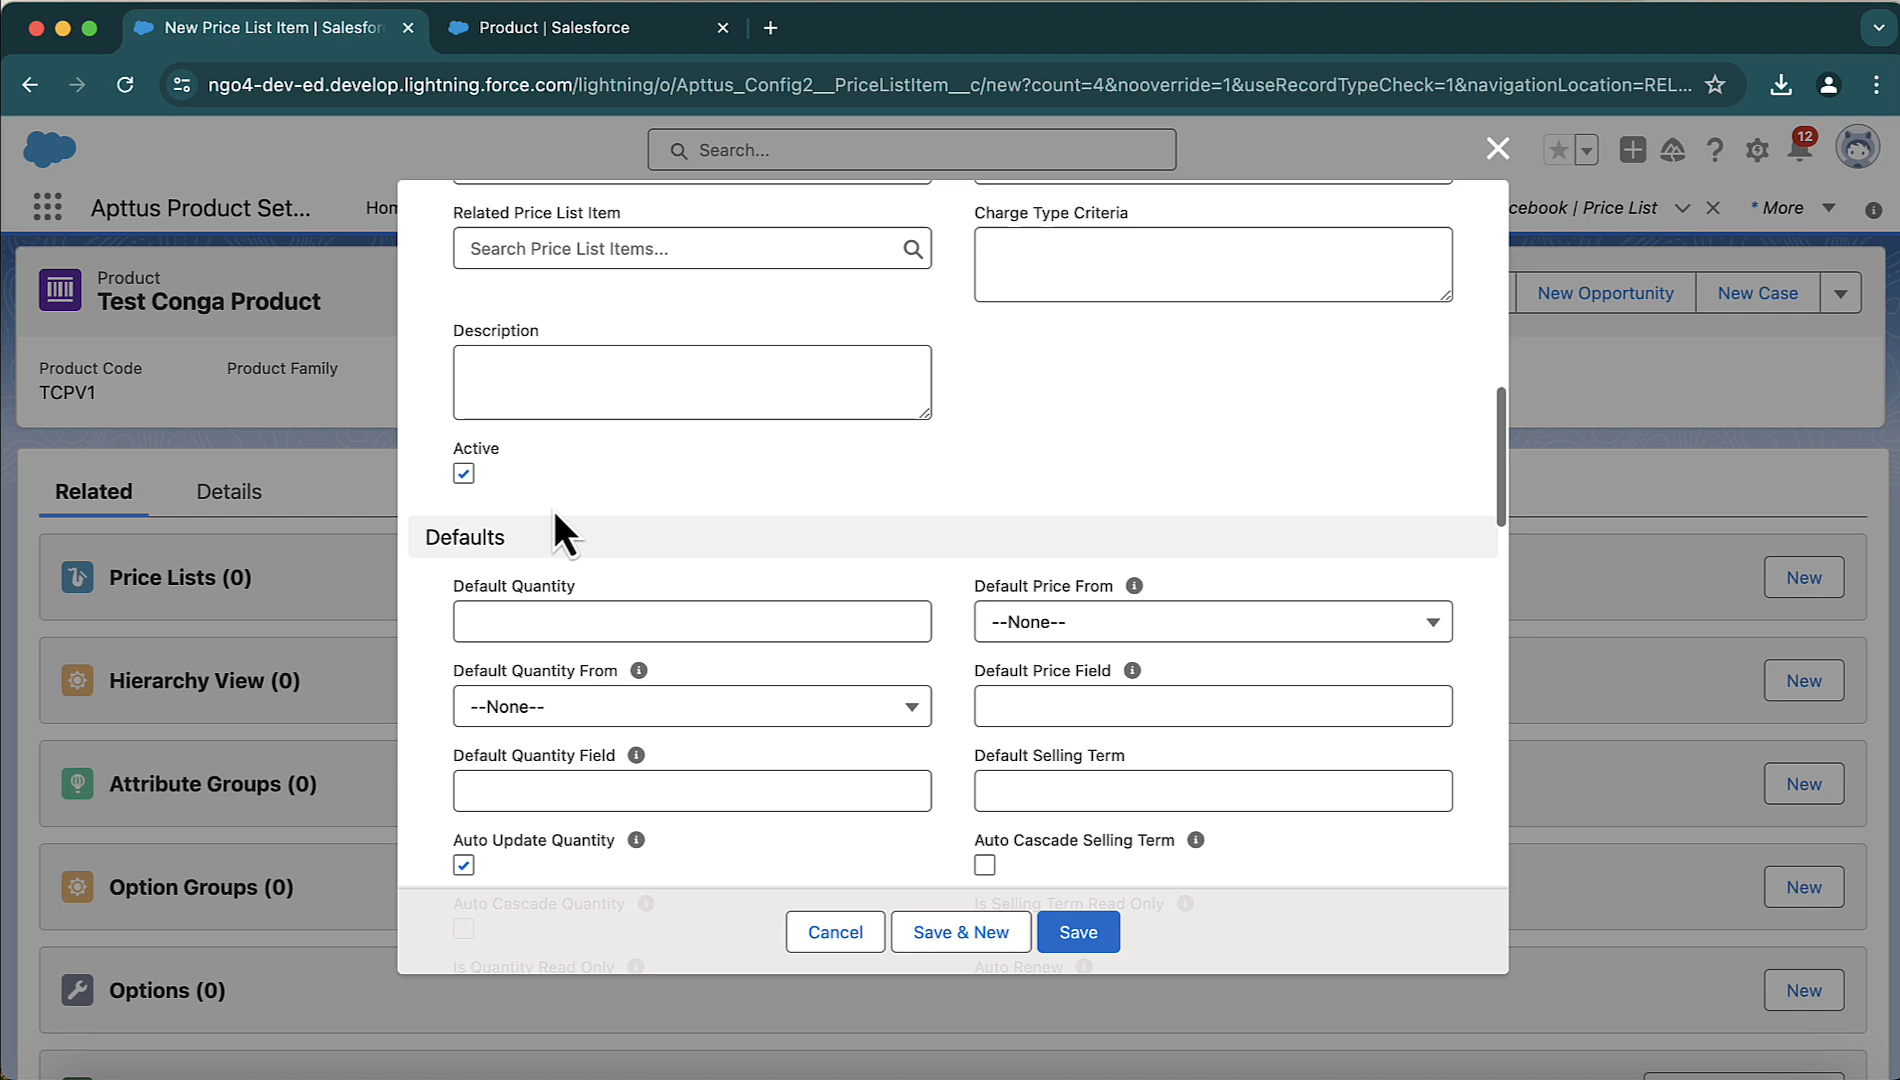 New Price List Item | Salesfor
Product | Salesforce
ngo4-dev-ed.develop.lightning.force.com/lightning/o/Apttus_Config2__PriceListItem__c/new?count=4&nooverride=1&useRecordTypeCheck=1&navigationLocation=REL...
Search...
12
Apttus Product Set...
Hom
cebook | Price List
* More
Product
Test Conga Product
New Opportunity
New Case
Product Code
Product Family
TCPV1
Related
Details
Price Lists (0)
New
Hierarchy View (0)
New
Attribute Groups (0)
New
Option Groups (0)
New
Options (0)
New
Related Price List Item
Charge Type Criteria
Search Price List Items...
Description
Active
Defaults
Default Quantity
Default Price From
--None--
Default Quantity From
Default Price Field
--None--
Default Quantity Field
Default Selling Term
Auto Update Quantity
Auto Cascade Selling Term
Auto Cascade Quantity
Is Selling Term Read Only
Cancel
Save & New
Save
Is Quantity Read Only
Auto Renew